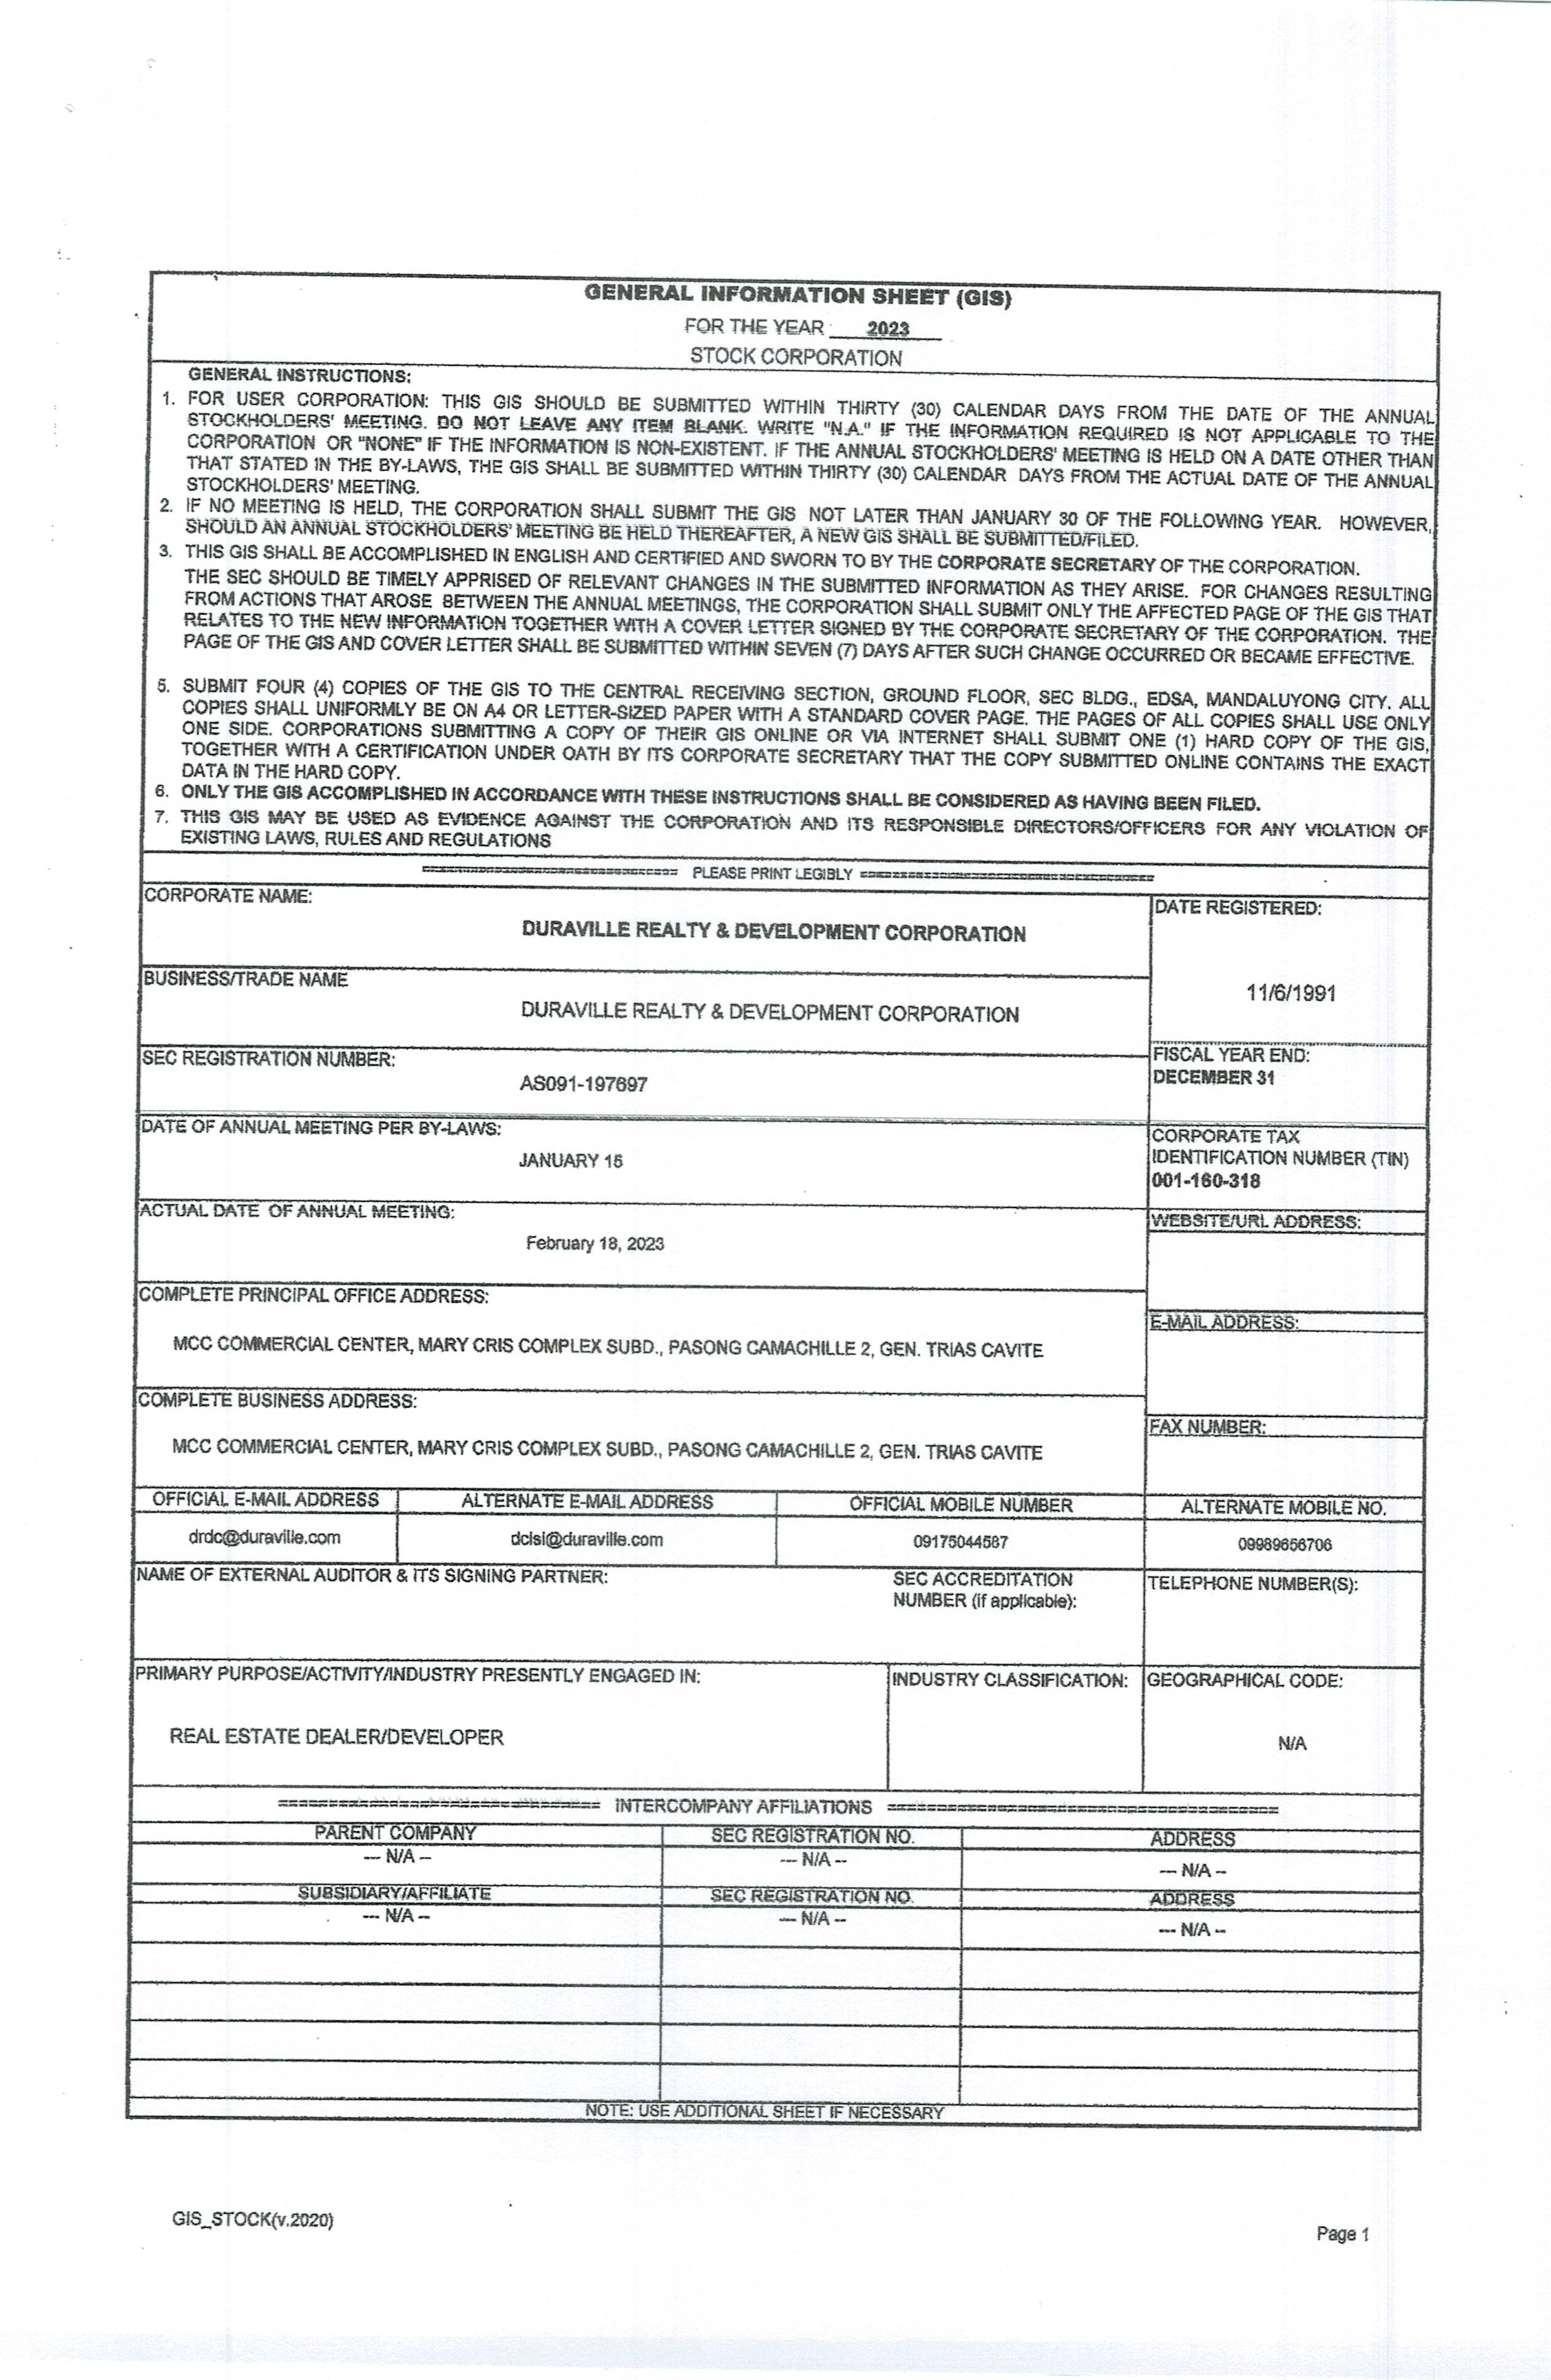 GENERAL INFORMATION SHEET (GIS)
FOR THE YEAR 2023
STOCK CORPORATION
GENERAL INSTRUCTIONS:
1. FOR USER CORPORATION: THIS GIS SHOULD BE SUBMITTED WITHIN THIRTY (30) CALENDAR DAYS FROM THE DATE OF THE ANNUAL
STOCKHOLDERS' MEETING. DO NOT LEAVE ANY ITEM BLANK. WRITE "N.A." IF THE INFORMATION REQUIRED IS NOT APPLICABLE TO THE
CORPORATION OR "NONE" IF THE INFORMATION IS NON-EXISTENT. IF THE ANNUAL STOCKHOLDERS' MEETING IS HELD ON A DATE OTHER THAN
THAT STATED IN THE BY-LAWS, THE GIS SHALL BE SUBMITTED WITHIN THIRTY (30) CALENDAR DAYS FROM THE ACTUAL DATE OF THE ANNUAL
STOCKHOLDERS' MEETING.
2. IF NO MEETING IS HELD, THE CORPORATION SHALL SUBMIT THE GIS NOT LATER THAN JANUARY 30 OF THE FOLLOWING YEAR. HOWEVER,
SHOULD AN ANNUAL STOCKHOLDERS' MEETING BE HELD THEREAFTER, A NEW GIS SHALL BE SUBMITTED/FILED.
3. THIS GIS SHALL BE ACCOMPLISHED IN ENGLISH AND CERTIFIED AND SWORN TO BY THE CORPORATE SECRETARY OF THE CORPORATION.
THE SEC SHOULD BE TIMELY APPRISED OF RELEVANT CHANGES IN THE SUBMITTED INFORMATION AS THEY ARISE. FOR CHANGES RESULTING
FROM ACTIONS THAT AROSE BETWEEN THE ANNUAL MEETINGS, THE CORPORATION SHALL SUBMIT ONLY THE AFFECTED PAGE OF THE GIS THAT
RELATES TO THE NEW INFORMATION TOGETHER WITH A COVER LETTER SIGNED BY THE CORPORATE SECRETARY OF THE CORPORATION. THE
PAGE OF THE GIS AND COVER LETTER SHALL BE SUBMITTED WITHIN SEVEN (7) DAYS AFTER SUCH CHANGE OCCURRED OR BECAME EFFECTIVE.
5. SUBMIT FOUR (4) COPIES OF THE GIS TO THE CENTRAL RECEIVING SECTION, GROUND FLOOR, SEC BLDG., EDSA, MANDALUYONG CITY. ALL
COPIES SHALL UNIFORMLY BE ON A4 OR LETTER-SIZED PAPER WITH A STANDARD COVER PAGE. THE PAGES OF ALL COPIES SHALL USE ONLY
ONE SIDE. CORPORATIONS SUBMITTING A COPY OF THEIR GIS ONLINE OR VIA INTERNET SHALL SUBMIT ONE (1) HARD COPY OF THE GIS,
TOGETHER WITH A CERTIFICATION UNDER OATH BY ITS CORPORATE SECRETARY THAT THE COPY SUBMITTED ONLINE CONTAINS THE EXACT
DATA IN THE HARD COPY.
6. ONLY THE GIS ACCOMPLISHED IN ACCORDANCE WITH THESE INSTRUCTIONS SHALL BE CONSIDERED AS HAVING BEEN FILED.
7. THIS GIS MAY BE USED AS EVIDENCE AGAINST THE CORPORATION AND ITS RESPONSIBLE DIRECTORS/OFFICERS FOR ANY VIOLATION OF
EXISTING LAWS, RULES AND REGULATIONS
PLEASE PRINT LEGIBLY
CORPORATE NAME:
DURAVILLE REALTY & DEVELOPMENT CORPORATION
DATE REGISTERED:
11/6/1991
BUSINESS/TRADE NAME
DURAVILLE REALTY & DEVELOPMENT CORPORATION
SEC REGISTRATION NUMBER:
AS091-197697
FISCAL YEAR END:
DECEMBER 31
DATE OF ANNUAL MEETING PER BY-LAWS:
JANUARY 15
CORPORATE TAX
IDENTIFICATION NUMBER (TIN)
001-160-318
ACTUAL DATE OF ANNUAL MEETING:
February 18, 2023
WEBSITE/URL ADDRESS:
COMPLETE PRINCIPAL OFFICE ADDRESS:
MCC COMMERCIAL CENTER, MARY CRIS COMPLEX SUBD., PASONG CAMACHILLE 2, GEN. TRIAS CAVITE
E-MAIL ADDRESS:
COMPLETE BUSINESS ADDRESS:
MCC COMMERCIAL CENTER, MARY CRIS COMPLEX SUBD., PASONG CAMACHILLE 2, GEN. TRIAS CAVITE
FAX NUMBER:
OFFICIAL E-MAIL ADDRESS ALTERNATE E-MAIL ADDRESS OFFICIAL MOBILE NUMBER ALTERNATE MOBILE NO.
drdc@duraville.com dclsi@duraville.com 09175044587 09989656706
NAME OF EXTERNAL AUDITOR & ITS SIGNING PARTNER:
SEC ACCREDITATION
NUMBER (if applicable):
TELEPHONE NUMBER(S):
PRIMARY PURPOSE/ACTIVITY/INDUSTRY PRESENTLY ENGAGED IN:
REAL ESTATE DEALER/DEVELOPER
INDUSTRY CLASSIFICATION:
GEOGRAPHICAL CODE:
N/A
INTERCOMPANY AFFILIATIONS
PARENT COMPANY SEC REGISTRATION NO. ADDRESS
--- N/A -- --- N/A -- --- N/A --
SUBSIDIARY/AFFILIATE SEC REGISTRATION NO. ADDRESS
--- N/A -- --- N/A -- --- N/A --
NOTE: USE ADDITIONAL SHEET IF NECESSARY
GIS_STOCK(v.2020)
Page 1